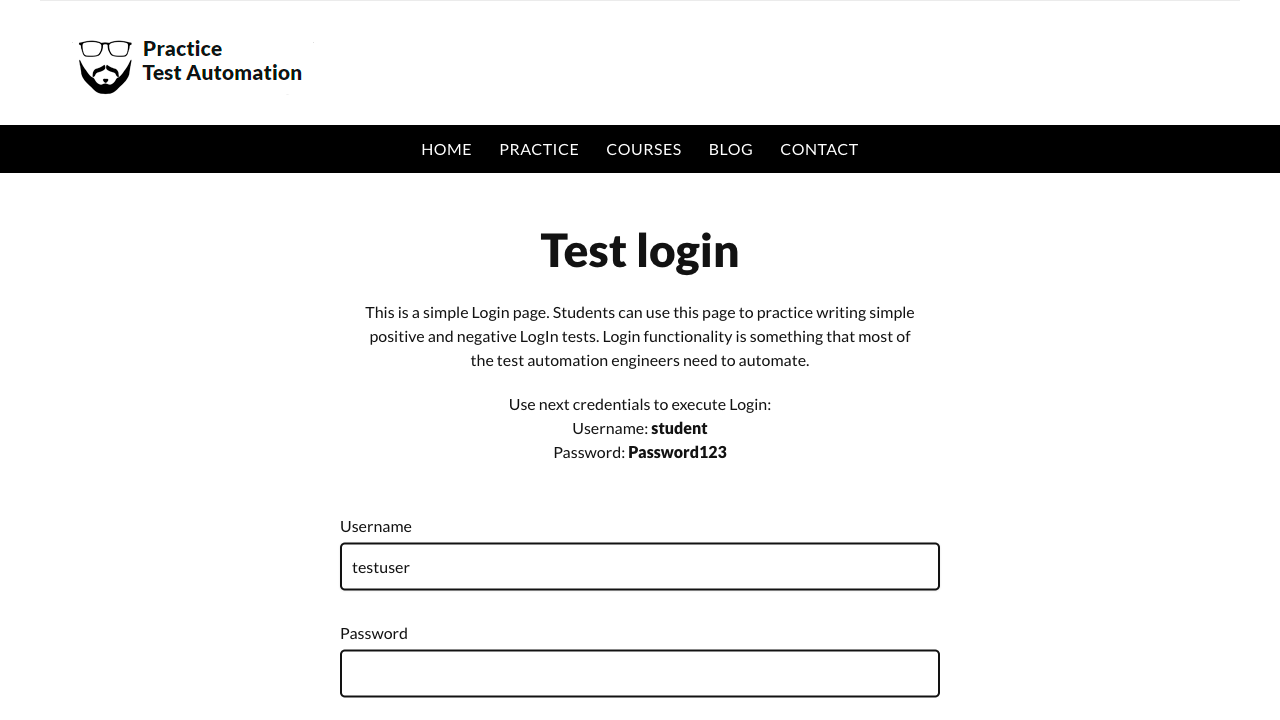 Practice
Test Automation
HOME PRACTICE COURSES BLOG CONTACT
Test login
This is a simple Login page. Students can use this page to practice writing simple
positive and negative LogIn tests. Login functionality is something that most of
the test automation engineers need to automate.
Use next credentials to execute Login:
Username: student
Password: Password123
Username
testuser
Password